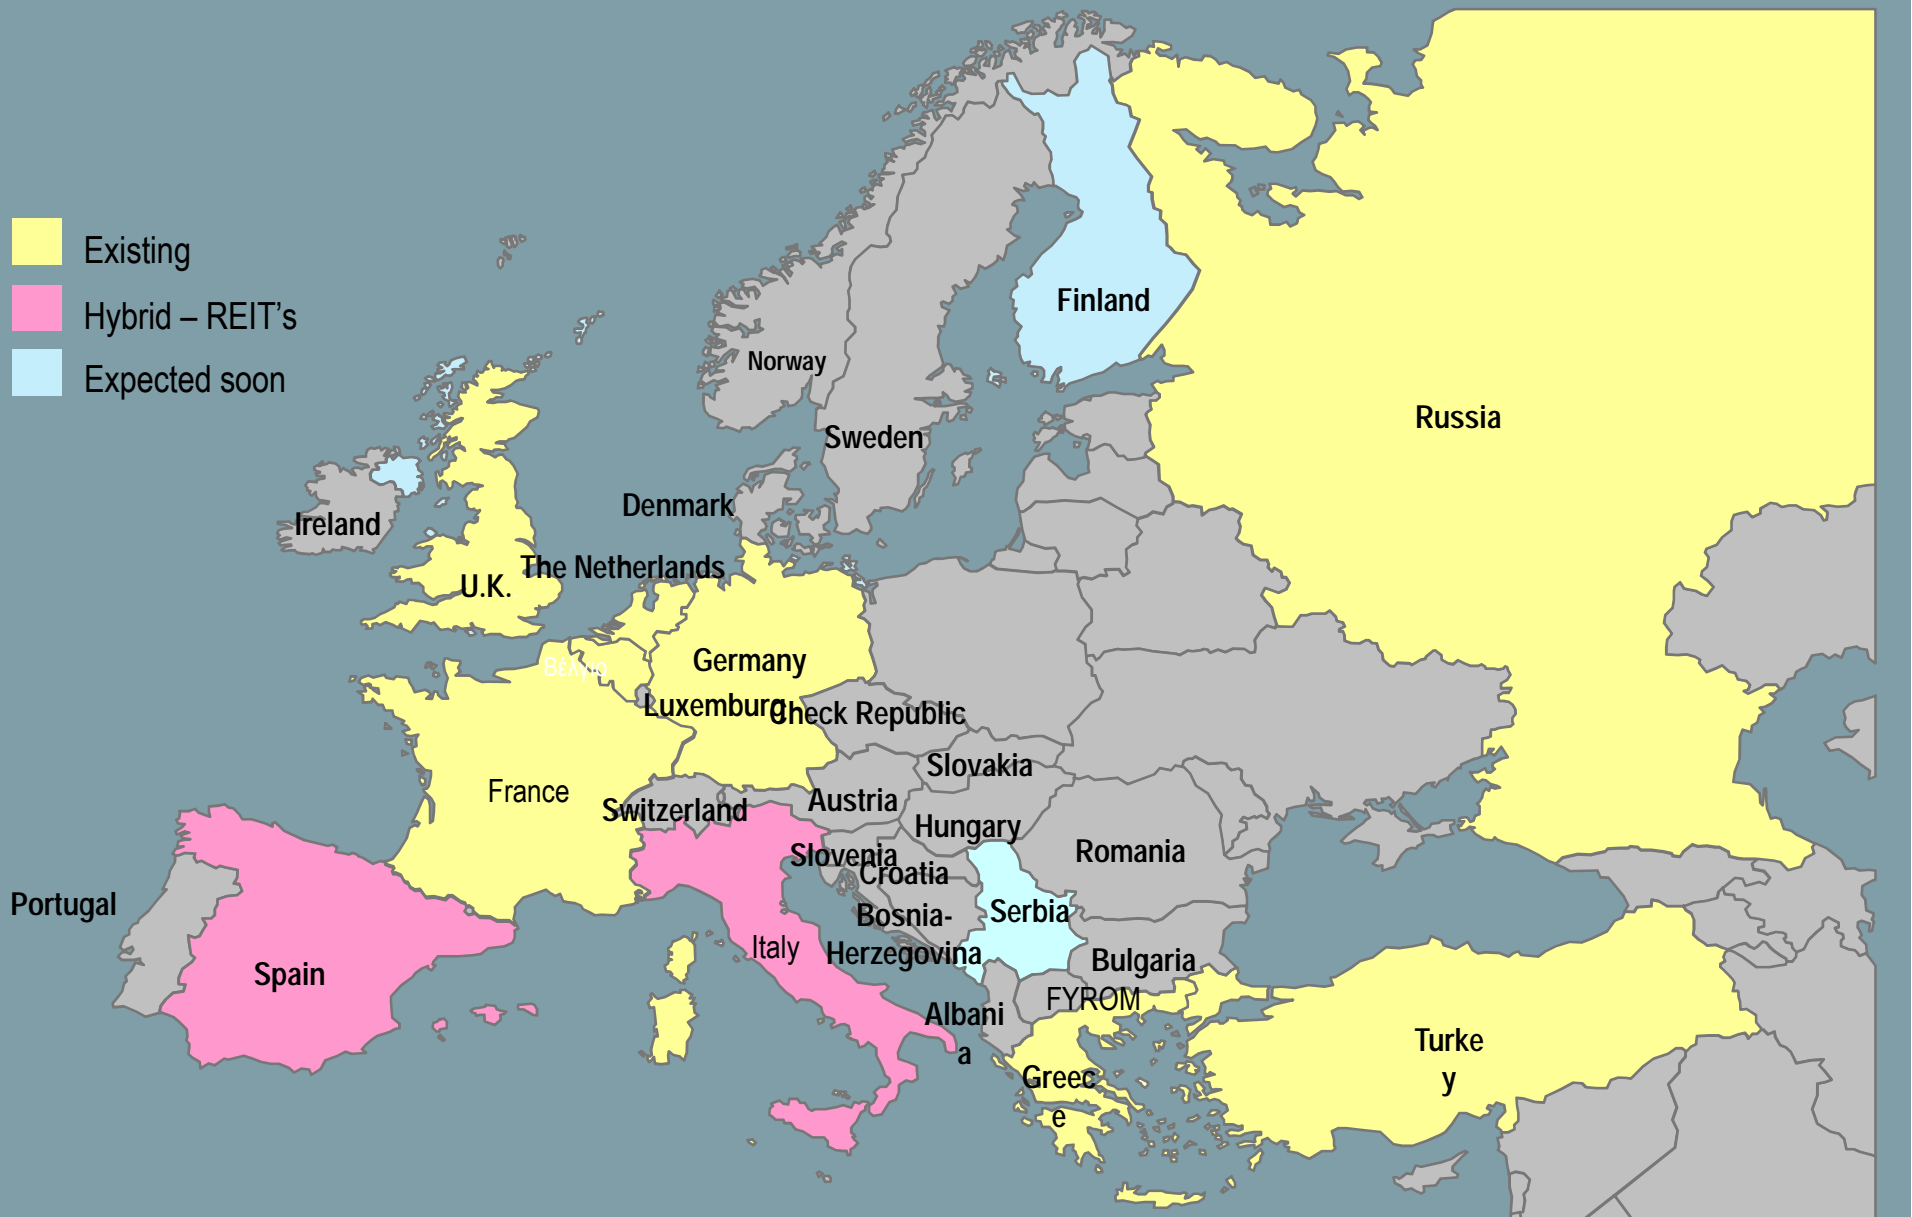 Existing
Hybrid – REIT's
Expected soon
Finland
Norway
Russia
Sweden
Denmark
Ireland
The Netherlands
U.K.
Βέλγιο
Germany
Luxemburg
Check Republic
Slovakia
France
Switzerland
Austria
Hungary
Slovenia
Romania
Croatia
Portugal
Bosnia-
Herzegovina
Serbia
Italy
Bulgaria
Spain
FYROM
Albani
a
Turke
y
Greec
e